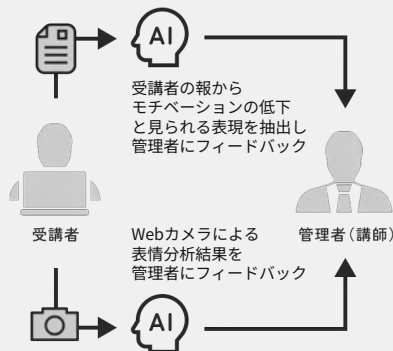 AI
受講者の報から
モチベーションの低下
と見られる表現を抽出し
管理者にフィードバック
受講者
管理者(講師)
Webカメラによる
表情分析結果を
管理者にフィードバック
AI